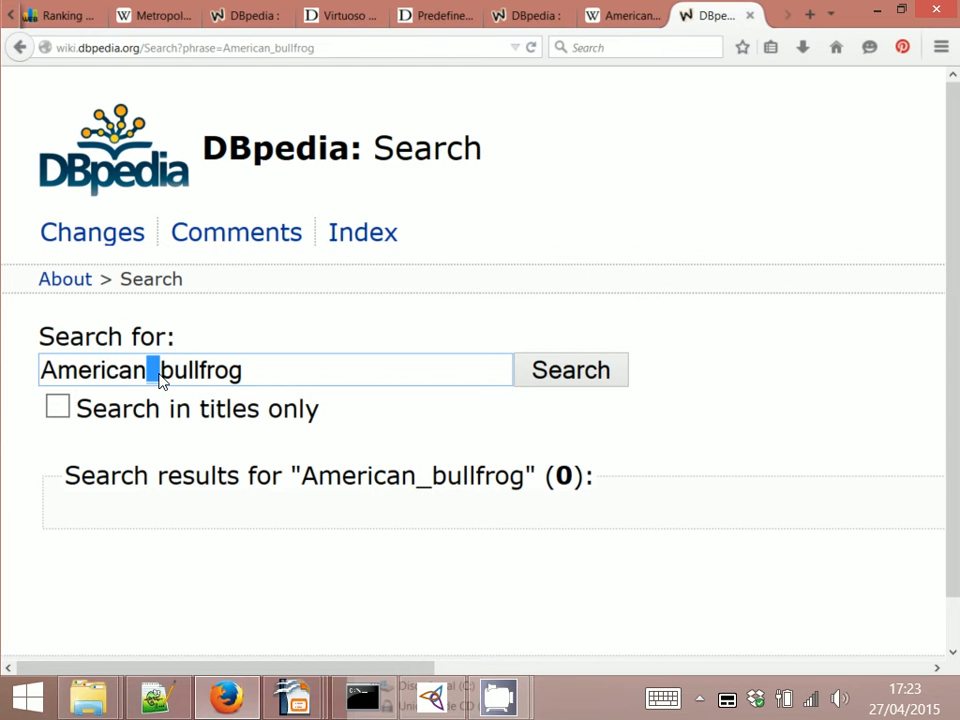 Ranking ...
Metropol...
DBpedia :
Virtuoso ...
Predefine...
DBpedia :
American...
DBpe...
wiki.dbpedia.org/Search?phrase=American_bullfrog
Search
DBpedia
DBpedia: Search
Changes
Comments
Index
About > Search
Search for:
American_bullfrog
Search
Search in titles only
Search results for "American_bullfrog" (0):
17:23
27/04/2015